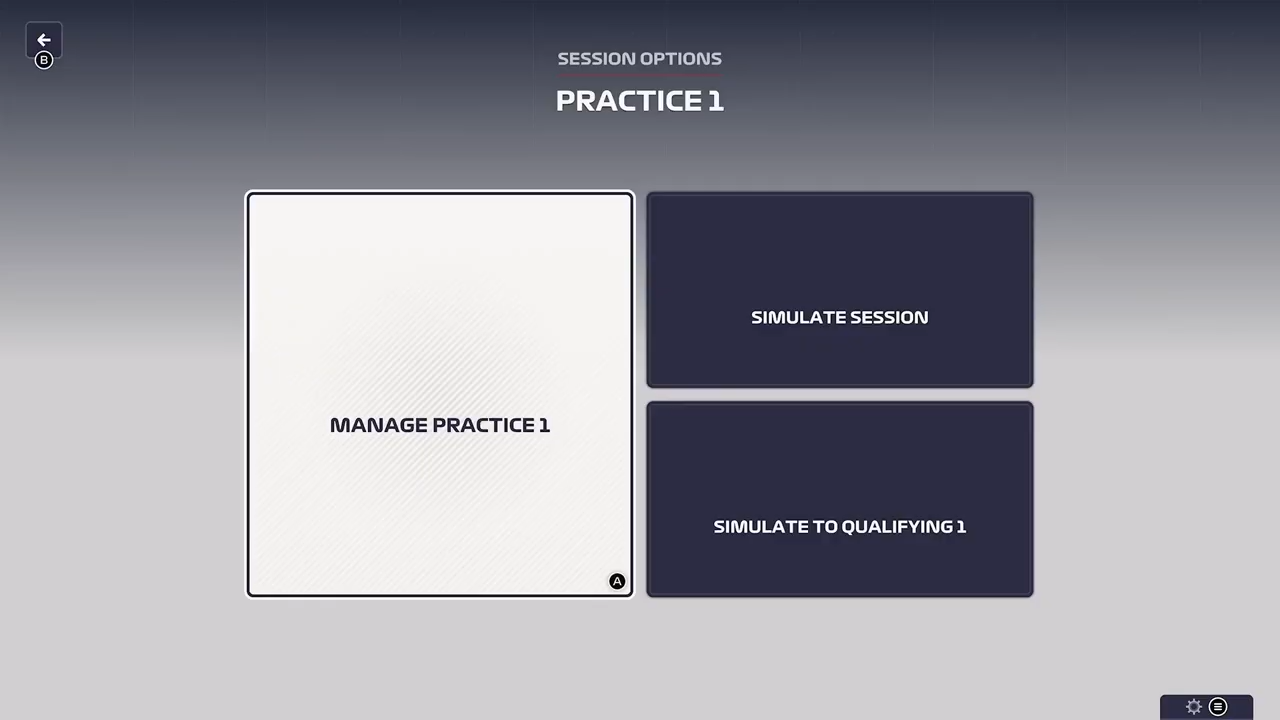 B
SESSION OPTIONS
PRACTICE 1
MANAGE PRACTICE 1
A
SIMULATE SESSION
SIMULATE TO QUALIFYING 1